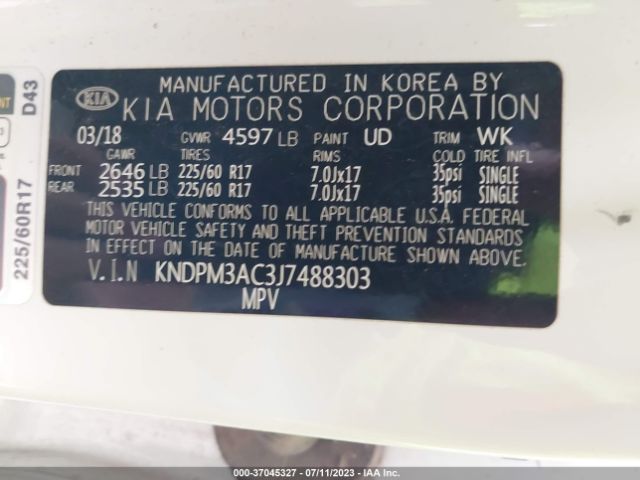 KIA
MANUFACTURED IN KOREA BY
KIA MOTORS CORPORATION
03/18 GVWR 4597 LB PAINT UD TRIM WK
GAWR TIRES RIMS COLD TIRE INFL
FRONT 2646 LB 225/60 R17 7.0Jx17 35psi SINGLE
REAR 2535 LB 225/60 R17 7.0Jx17 35psi SINGLE
THIS VEHICLE CONFORMS TO ALL APPLICABLE U.S.A. FEDERAL
MOTOR VEHICLE SAFETY AND THEFT PREVENTION STANDARDS
IN EFFECT ON THE DATE OF MANUFACTURE SHOWN ABOVE.
V.I.N KNDPM3AC3J7488303
MPV
D43
225/60R17
000-37045327 - 07/11/2023 - IAA Inc.